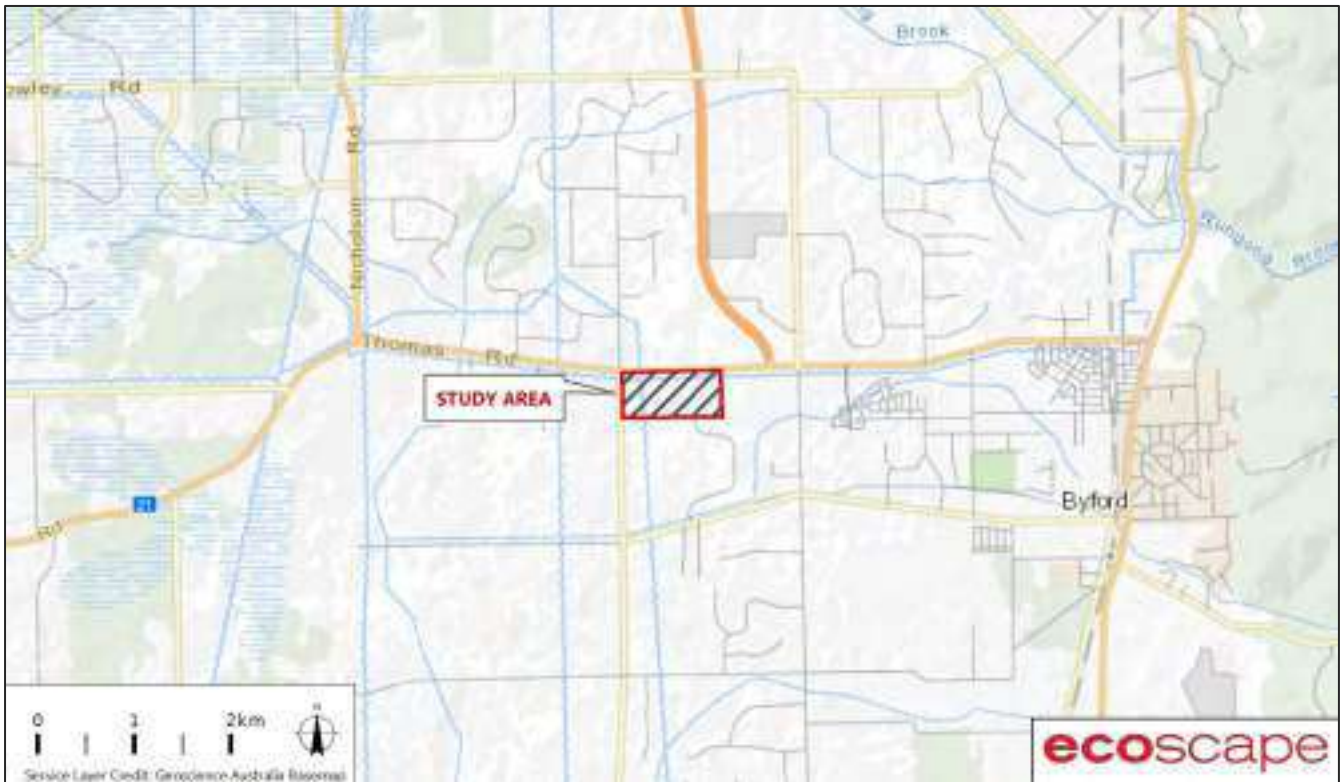 Brook
Rd
Nicholson Rd
Thomas Rd
STUDY AREA
21
Rd
Byford
0 1 2km
N
Service Layer Credit: Geoscience Australia Basemap
ecoscape